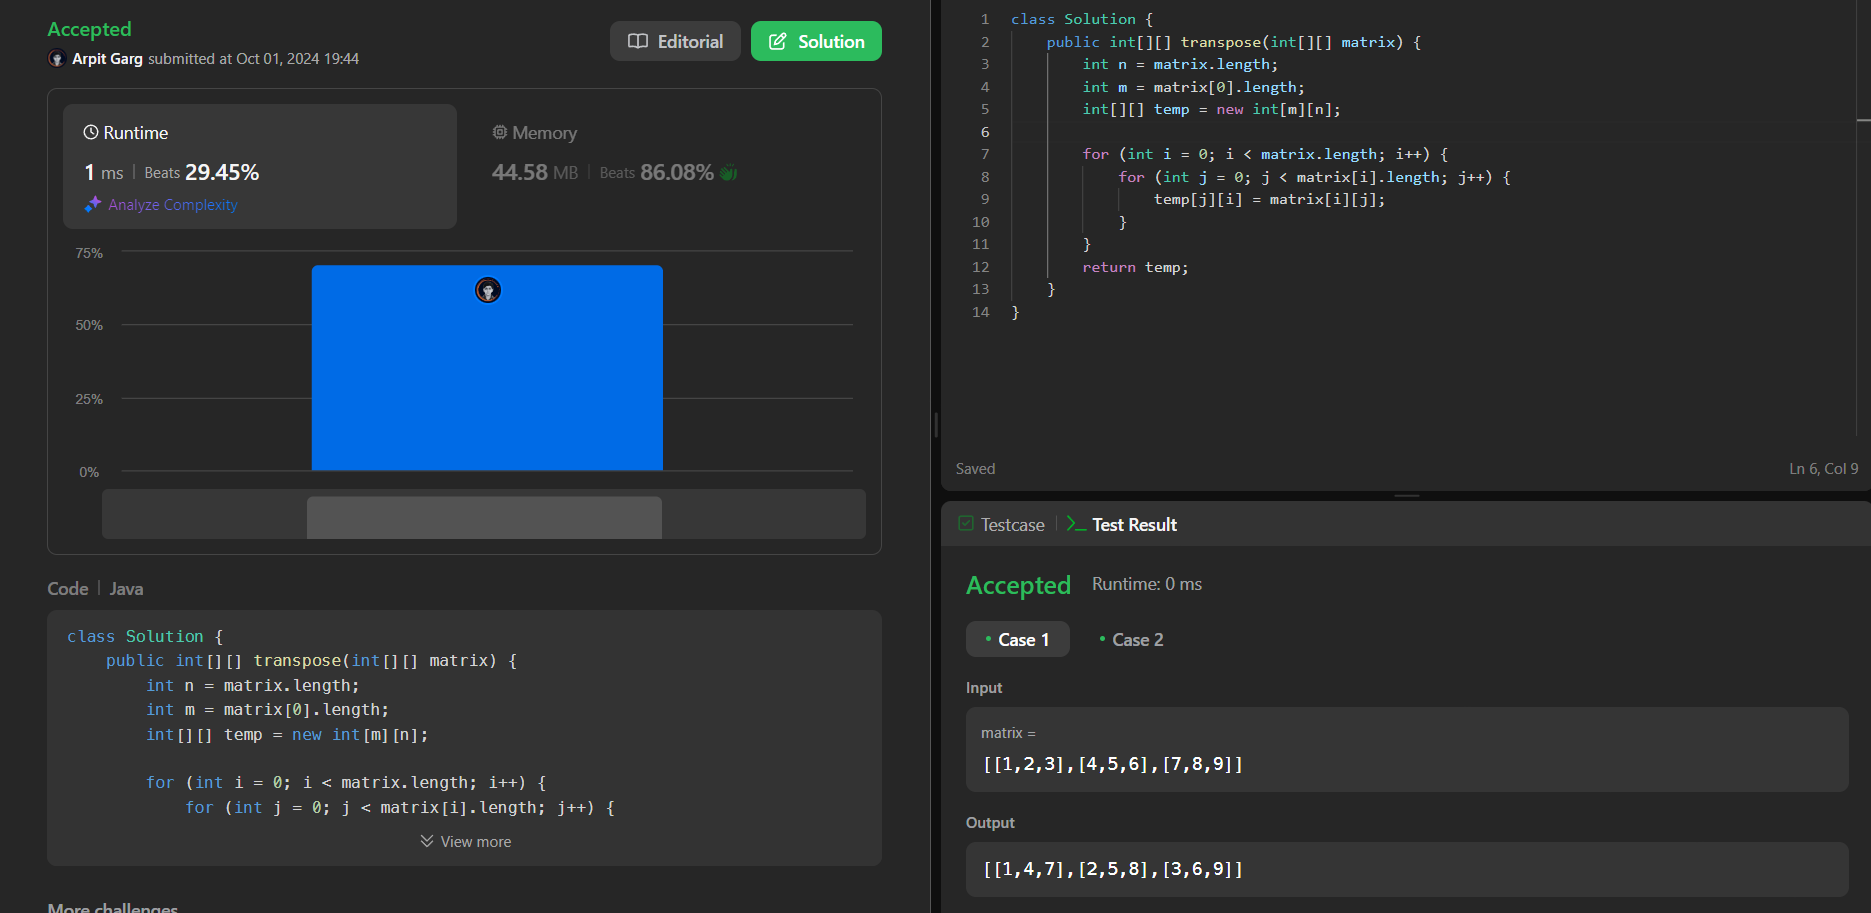 Accepted
Arpit Garg submitted at Oct 01, 2024 19:44
Editorial
Solution
Runtime
1 ms | Beats 29.45%
Analyze Complexity
Memory
44.58 MB | Beats 86.08%
75%
50%
25%
0%
Code | Java
class Solution {
    public int[][] transpose(int[][] matrix) {
        int n = matrix.length;
        int m = matrix[0].length;
        int[][] temp = new int[m][n];
        for (int i = 0; i < matrix.length; i++) {
            for (int j = 0; j < matrix[i].length; j++) {
View more
More challenges
1 class Solution {
2     public int[][] transpose(int[][] matrix) {
3         int n = matrix.length;
4         int m = matrix[0].length;
5         int[][] temp = new int[m][n];
6
7         for (int i = 0; i < matrix.length; i++) {
8             for (int j = 0; j < matrix[i].length; j++) {
9                 temp[j][i] = matrix[i][j];
10             }
11         }
12         return temp;
13     }
14 }
Saved
Ln 6, Col 9
Testcase | Test Result
Accepted Runtime: 0 ms
• Case 1 • Case 2
Input
matrix =
[[1,2,3],[4,5,6],[7,8,9]]
Output
[[1,4,7],[2,5,8],[3,6,9]]